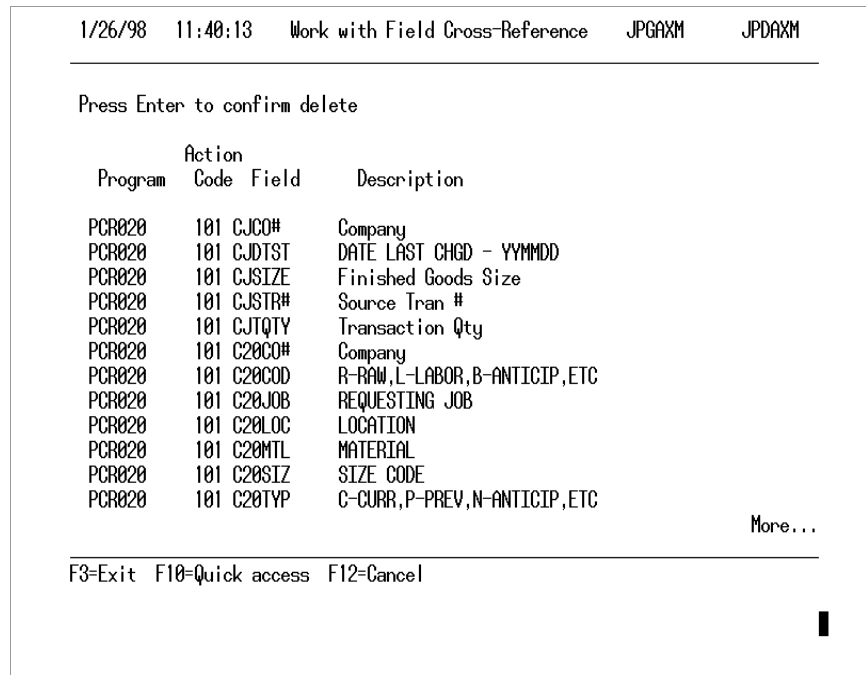 1/26/98 11:40:13 Work with Field Cross-Reference JPGAXM JPDAXM
Press Enter to confirm delete
Action
Program Code Field Description
PCR020 101 CJCO# Company
PCR020 101 CJDTST DATE LAST CHGD - YYMMDD
PCR020 101 CJSIZE Finished Goods Size
PCR020 101 CJSTR# Source Tran #
PCR020 101 CJTQTY Transaction Qty
PCR020 101 C20CO# Company
PCR020 101 C20COD R-RAW,L-LABOR,B-ANTICIP,ETC
PCR020 101 C20JOB REQUESTING JOB
PCR020 101 C20LOC LOCATION
PCR020 101 C20MTL MATERIAL
PCR020 101 C20SIZ SIZE CODE
PCR020 101 C20TYP C-CURR,P-PREV,N-ANTICIP,ETC
More...
F3=Exit F10=Quick access F12=Cancel